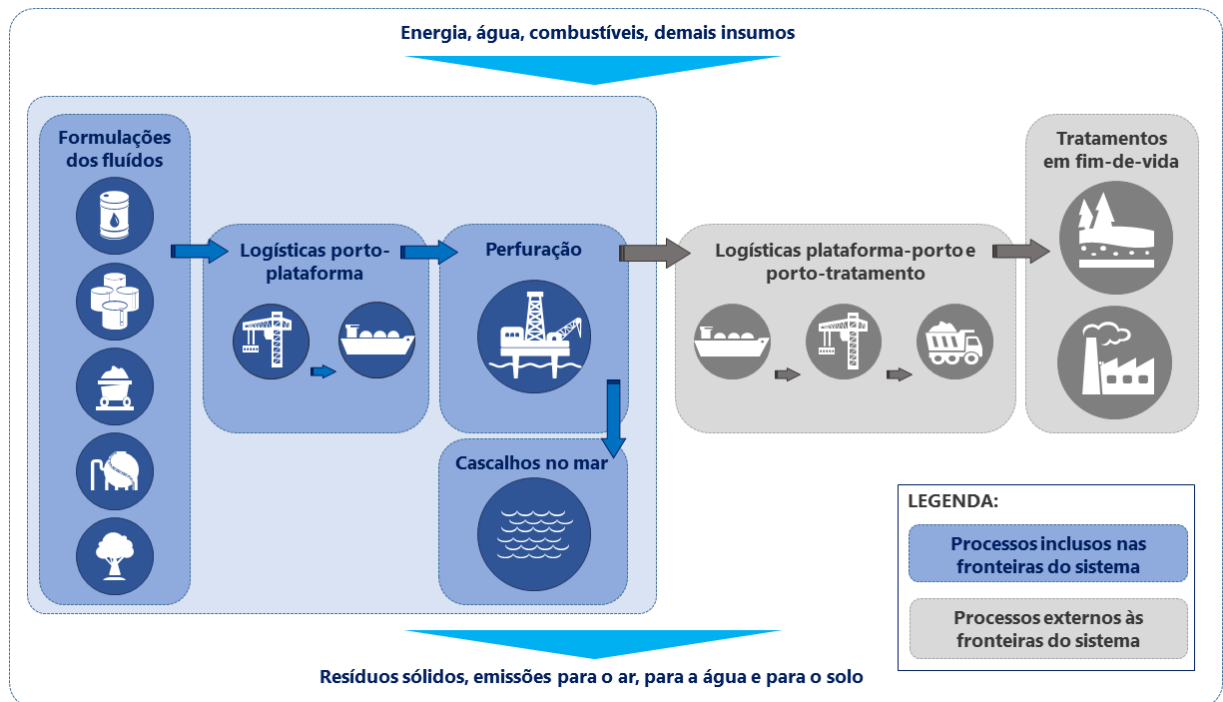 Energia, água, combustíveis, demais insumos
Formulações
dos fluídos
Logísticas porto-
plataforma
Perfuração
Cascalhos no mar
Logísticas plataforma-porto e
porto-tratamento
Tratamentos
em fim-de-vida
LEGENDA:
Processos inclusos nas
fronteiras do sistema
Processos externos às
fronteiras do sistema
Resíduos sólidos, emissões para o ar, para a água e para o solo